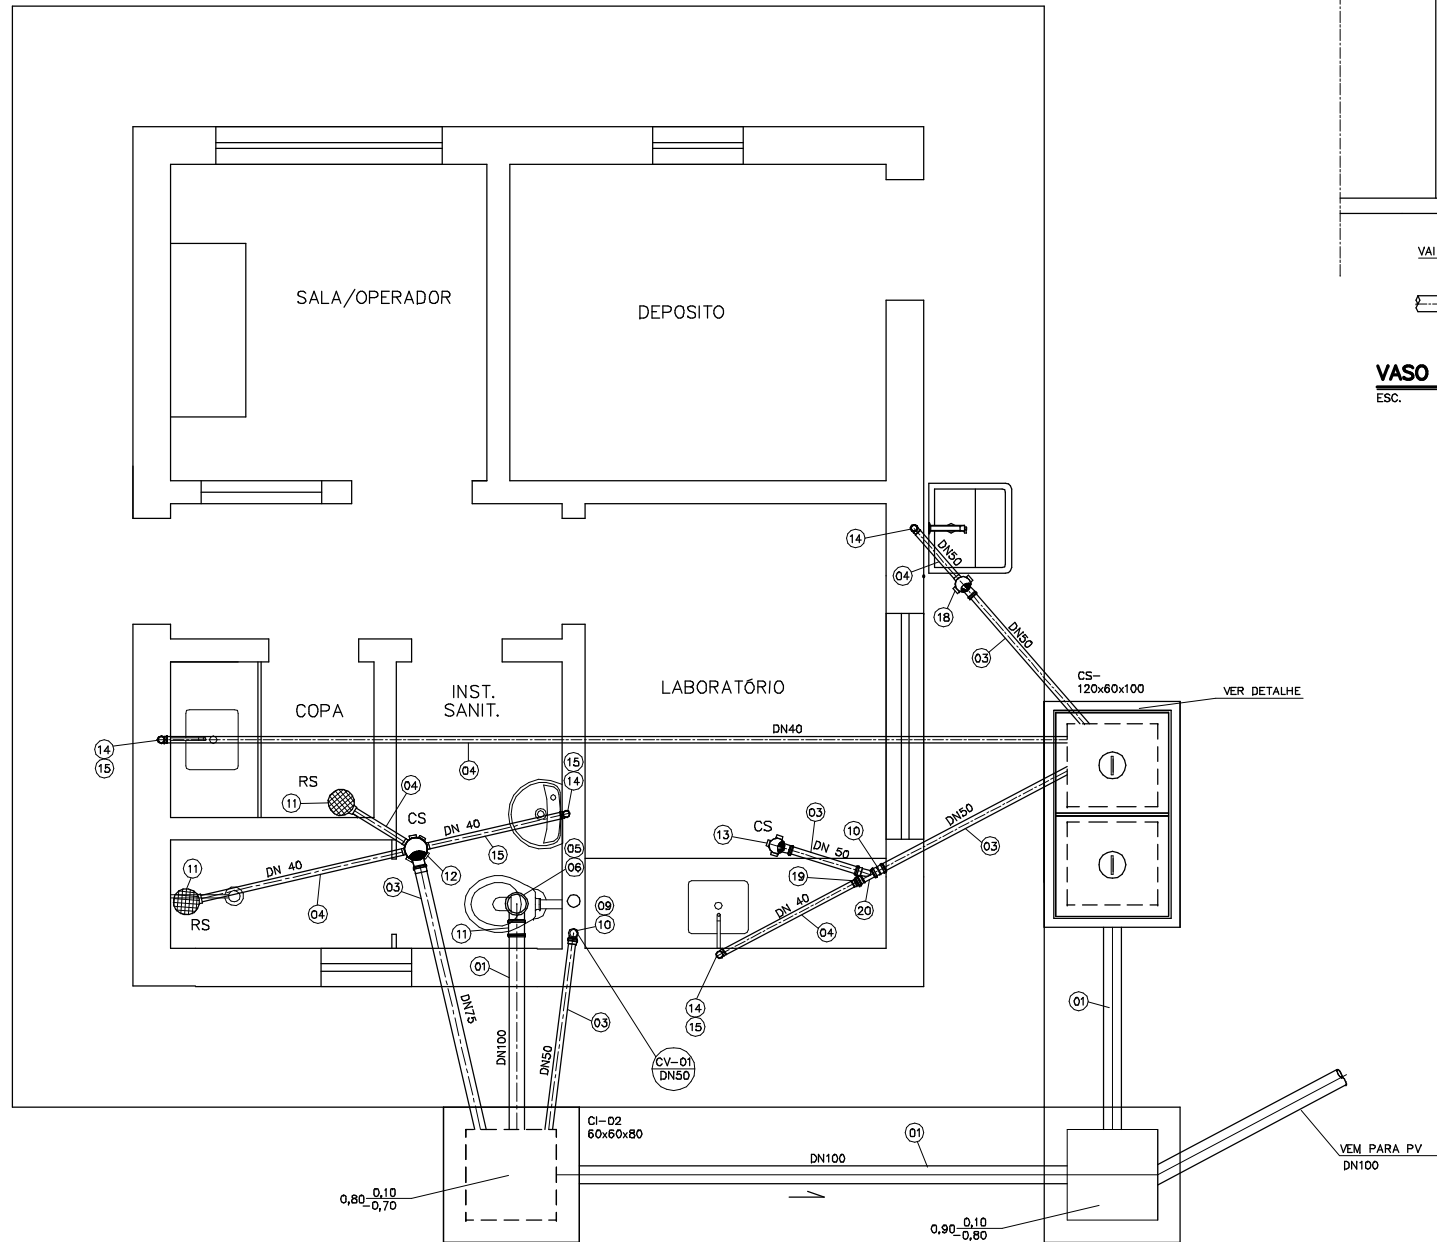 VAI
VASO
ESC.
SALA/OPERADOR
DEPOSITO
14
DN50
04
18
DN50
03
CS-
120x60x100
VER DETALHE
INST.
SANIT.
LABORATÓRIO
COPA
DN40
14
15
04
15
14
RS
11
04
CS
DN 40
15
12
03
CS
13
03
DN 50
10
DN50
03
11
DN 40
04
RS
05
06
19
20
DN 40
04
09
10
11
01
14
15
01
DN75
DN100
DN50
03
CV-01
DN50
CI-02
60x60x80
01
DN100
VEM PARA PV
DN100
0,80 0,10
-0,70
0,90 0,10
-0,80